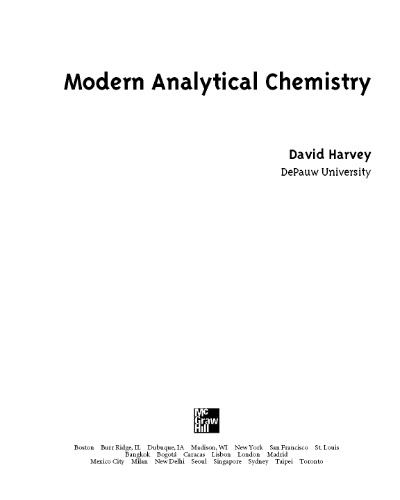 Modern Analytical Chemistry
David Harvey
DePauw University
Mc
Graw
Hill
Boston Burr Ridge, IL Dubuque, IA Madison, WI New York San Francisco St. Louis
Bangkok Bogotá Caracas Lisbon London Madrid
Mexico City Milan New Delhi Seoul Singapore Sydney Taipei Toronto